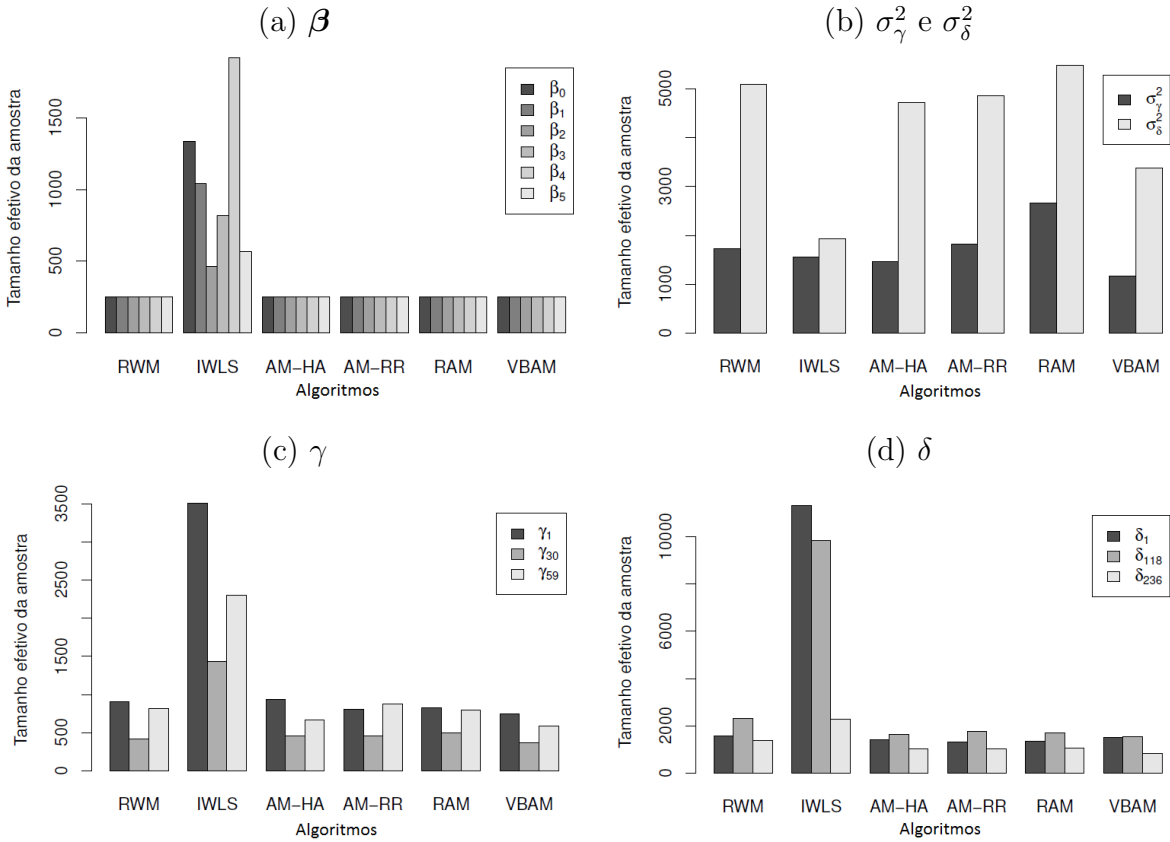 (a) β
Tamanho efetivo da amostra
0
500
1000
1500
β0
β1
β2
β3
β4
β5
RWM IWLS AM−HA AM−RR RAM VBAM
Algoritmos
(b) σ²γ e σ²δ
Tamanho efetivo da amostra
0
1000
3000
5000
σ²γ
σ²δ
RWM IWLS AM−HA AM−RR RAM VBAM
Algoritmos
(c) γ
Tamanho efetivo da amostra
0
500
1500
2500
3500
γ1
γ30
γ59
RWM IWLS AM−HA AM−RR RAM VBAM
Algoritmos
(d) δ
Tamanho efetivo da amostra
0
2000
6000
10000
δ1
δ118
δ236
RWM IWLS AM−HA AM−RR RAM VBAM
Algoritmos